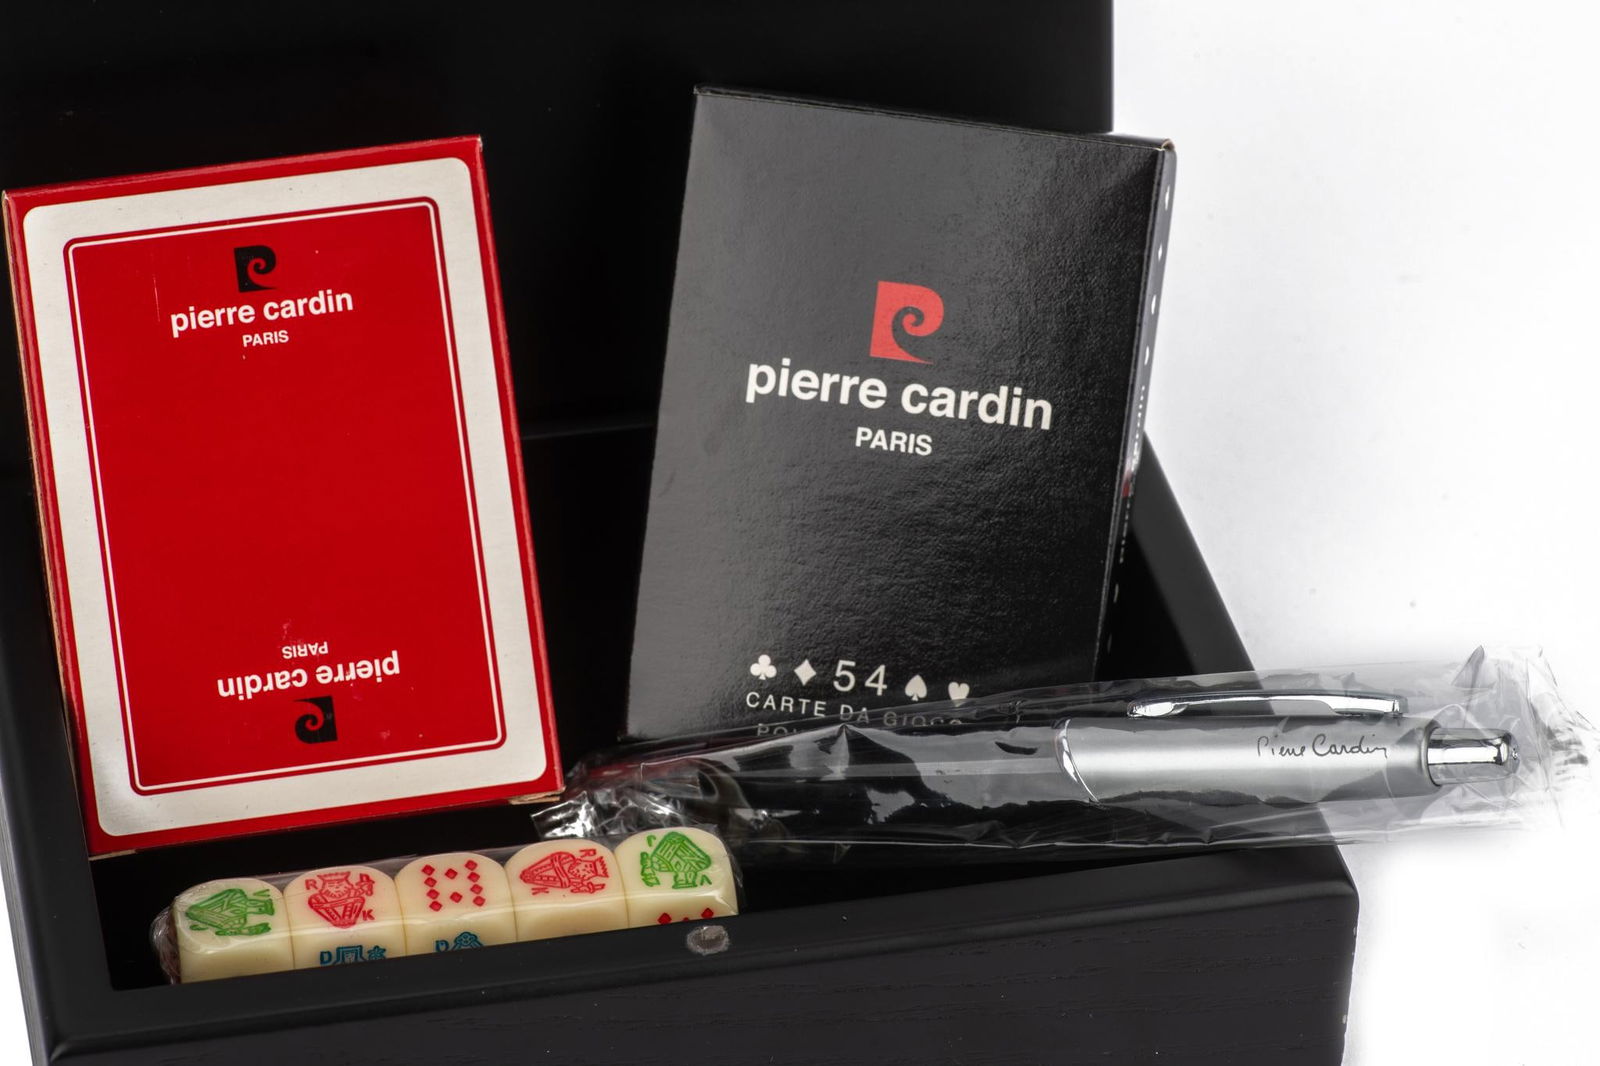 pierre cardin
PARIS
PARIS
pierre cardin
pierre cardin
PARIS
54
CARTE DA GIOCO
Pierre Cardin
V
R
K
R
K
J
V
D
D